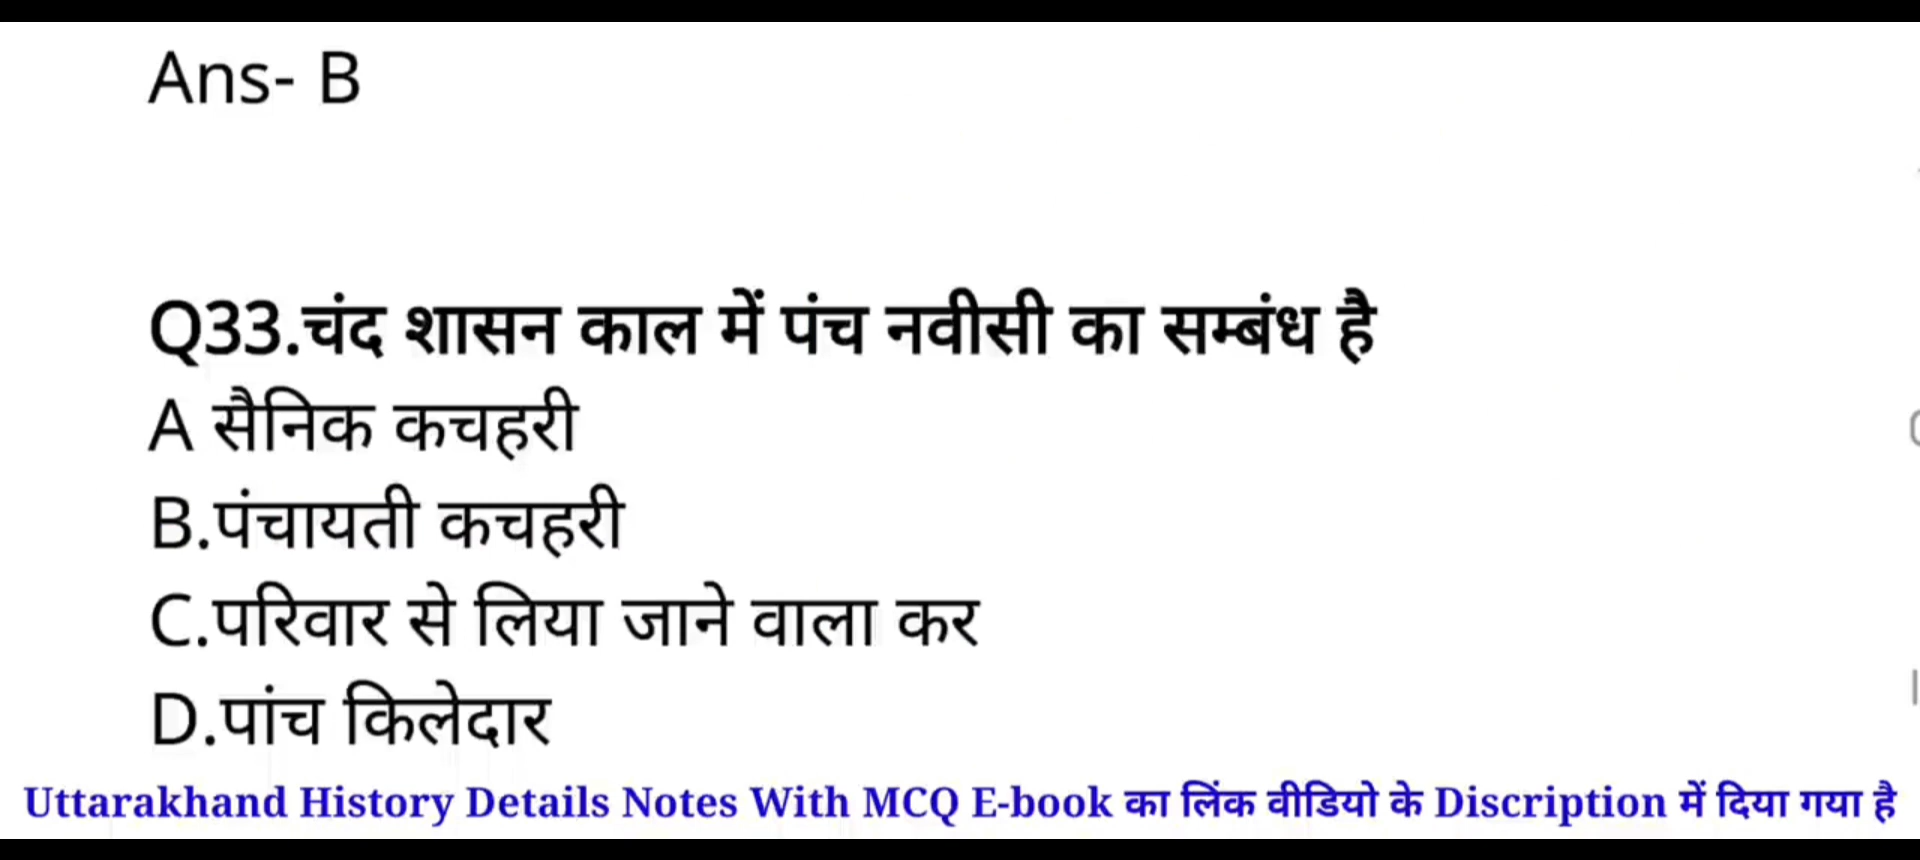 Ans- B
Q33.चंद शासन काल में पंच नवीसी का सम्बंध है
A सैनिक कचहरी
B.पंचायती कचहरी
C.परिवार से लिया जाने वाला कर
D.पांच किलेदार
Uttarakhand History Details Notes With MCQ E-book का लिंक वीडियो के Discription में दिया गया है